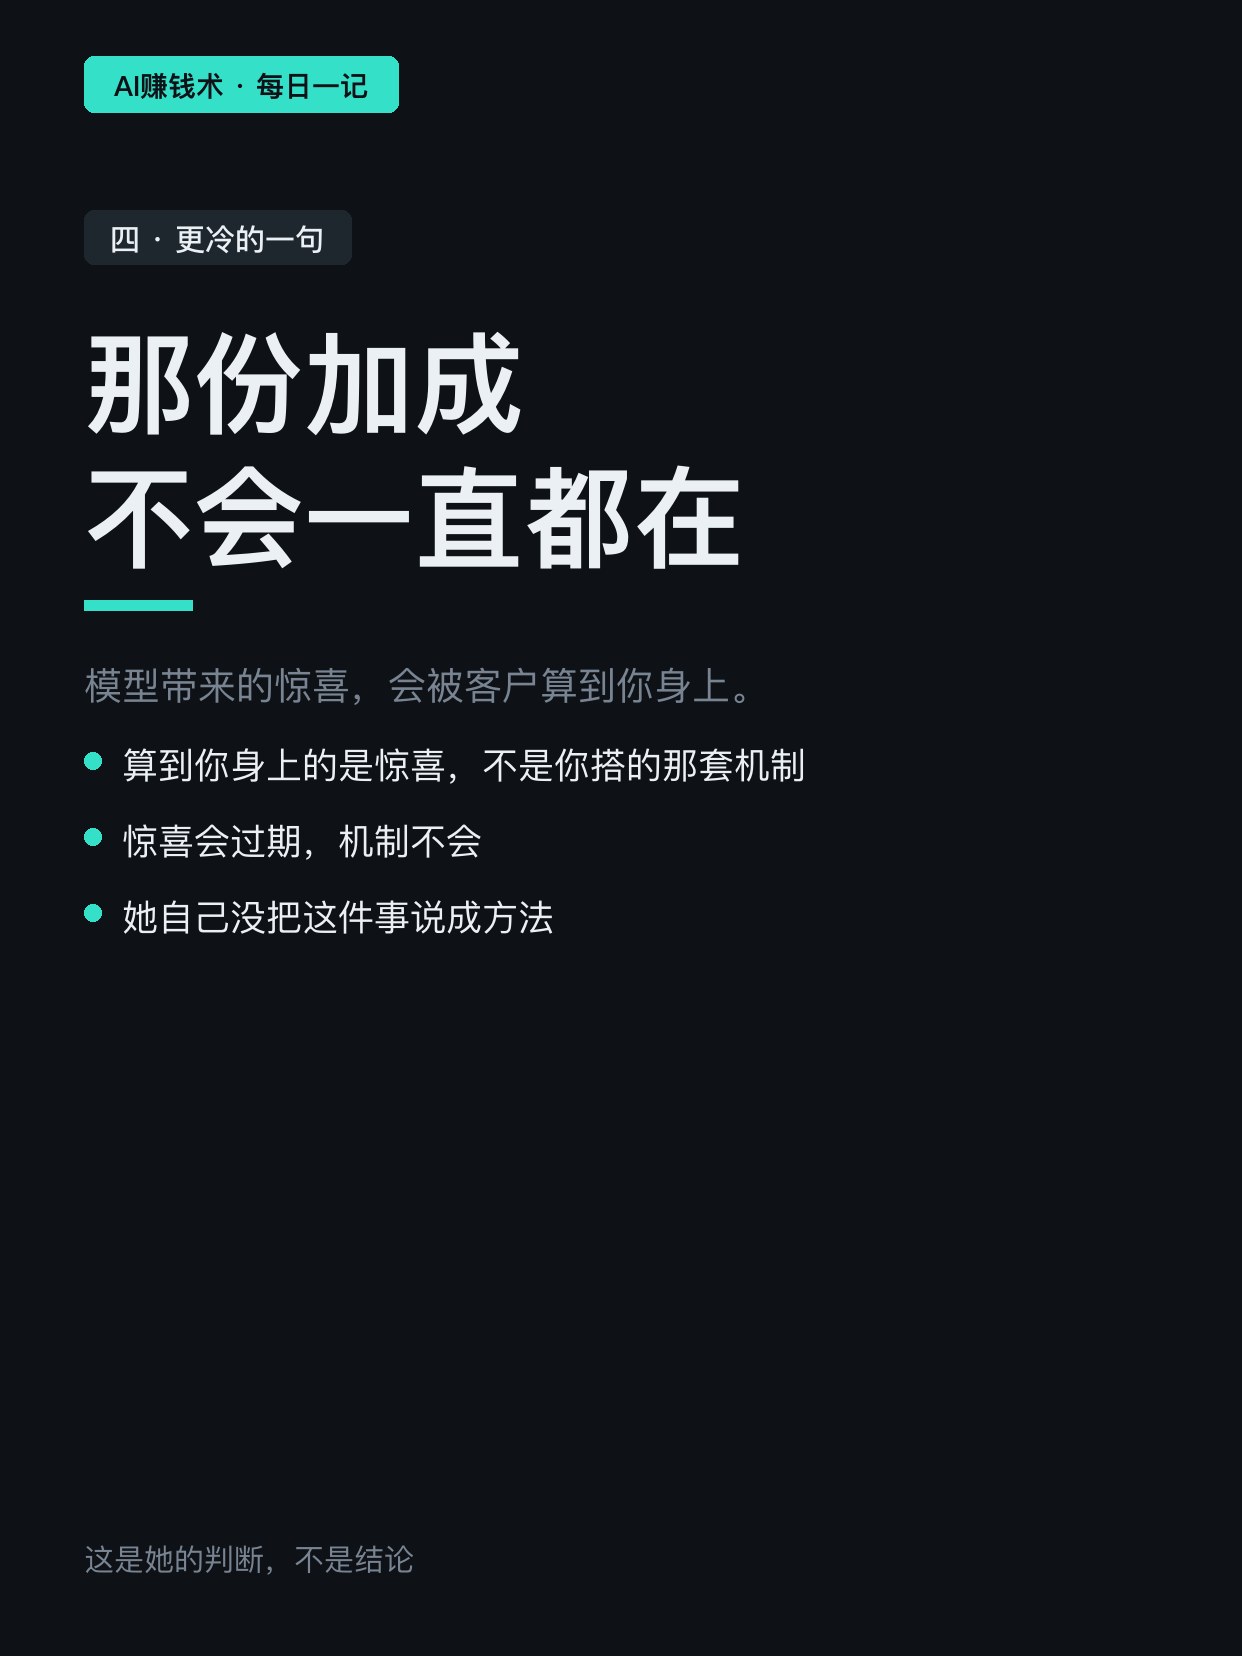 AI赚钱术 · 每日一记
四 · 更冷的一句
那份加成
不会一直都在
模型带来的惊喜，会被客户算到你身上。
算到你身上的是惊喜，不是你搭的那套机制
惊喜会过期，机制不会
她自己没把这件事说成方法
这是她的判断，不是结论